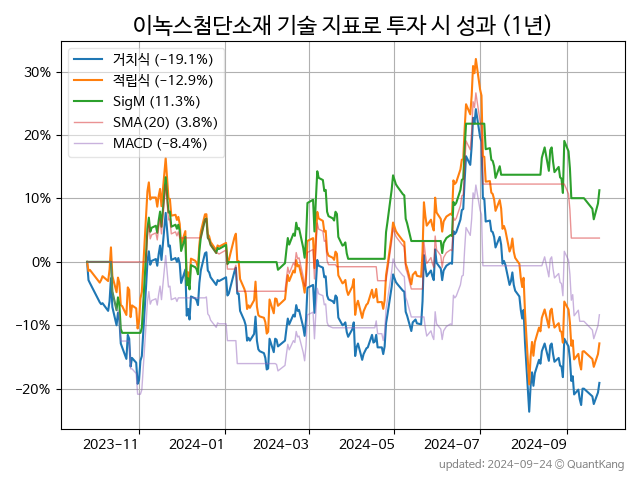 이녹스첨단소재 기술 지표로 투자 시 성과 (1년)
거치식 (−19.1%)
적립식 (−12.9%)
SigM (11.3%)
SMA(20) (3.8%)
MACD (−8.4%)
30%
20%
10%
0%
−10%
−20%
2023-11
2024-01
2024-03
2024-05
2024-07
2024-09
updated: 2024-09-24 © QuantKang